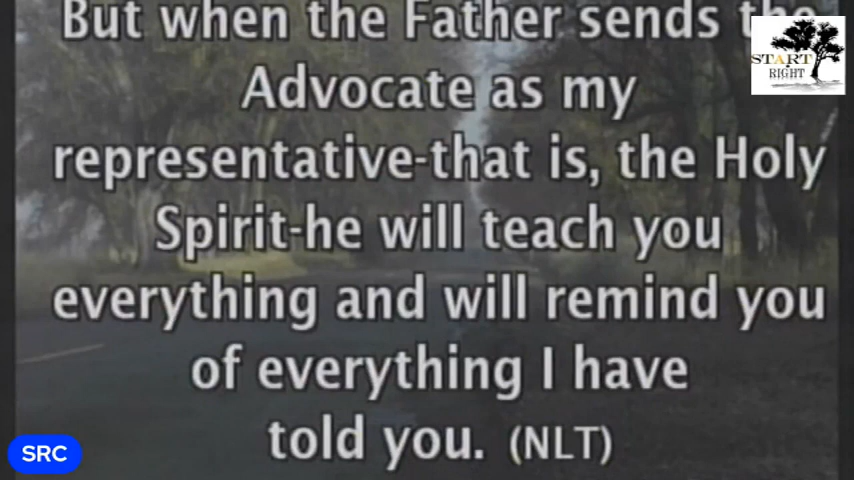 But when the Father sends the
Advocate as my
representative-that is, the Holy
Spirit-he will teach you
everything and will remind you
of everything I have
told you. (NLT)
START
RIGHT
SRC